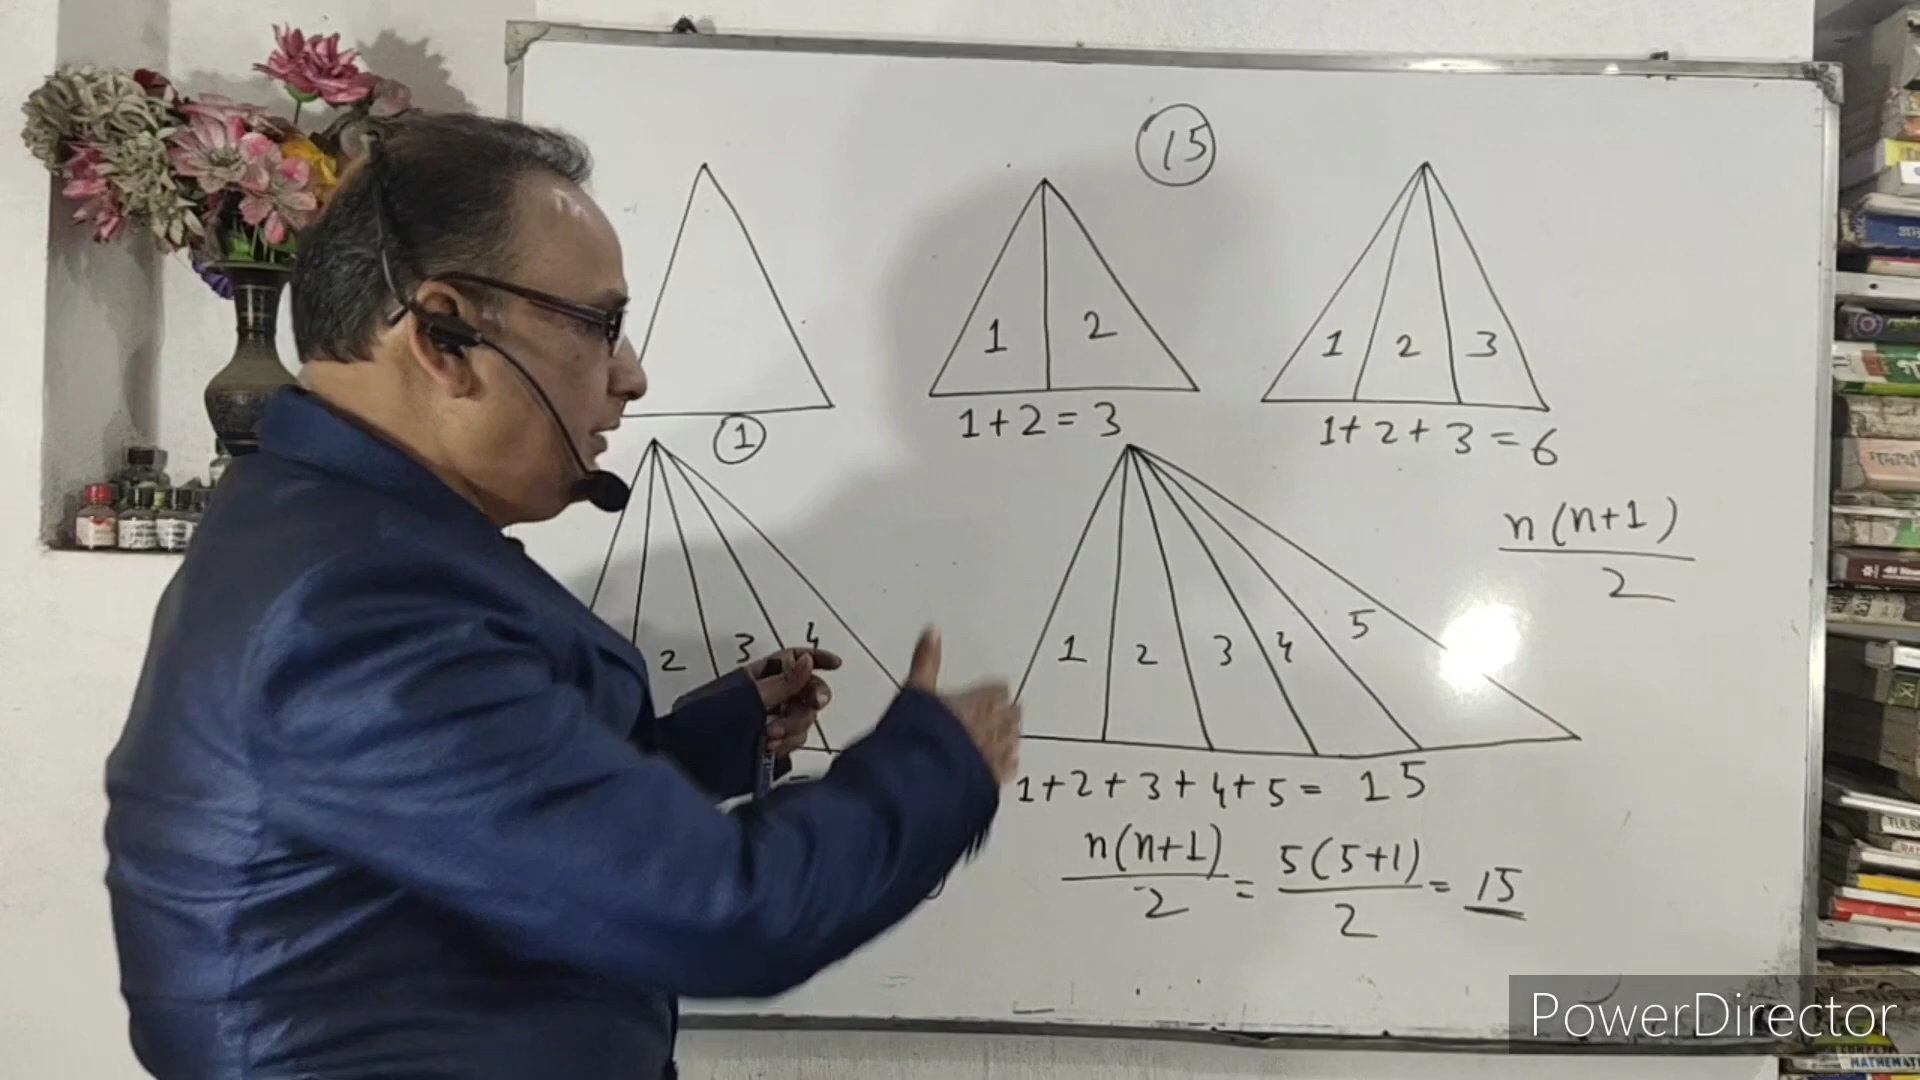 15
1 2
1 2 3
1
1+2=3
1+2+3=6
n(n+1)
2
2 3 4
1 2 3 4 5
1+2+3+4+5= 15
n(n+1)/2 = 5(5+1)/2 = 15
PowerDirector
MATHEMAT